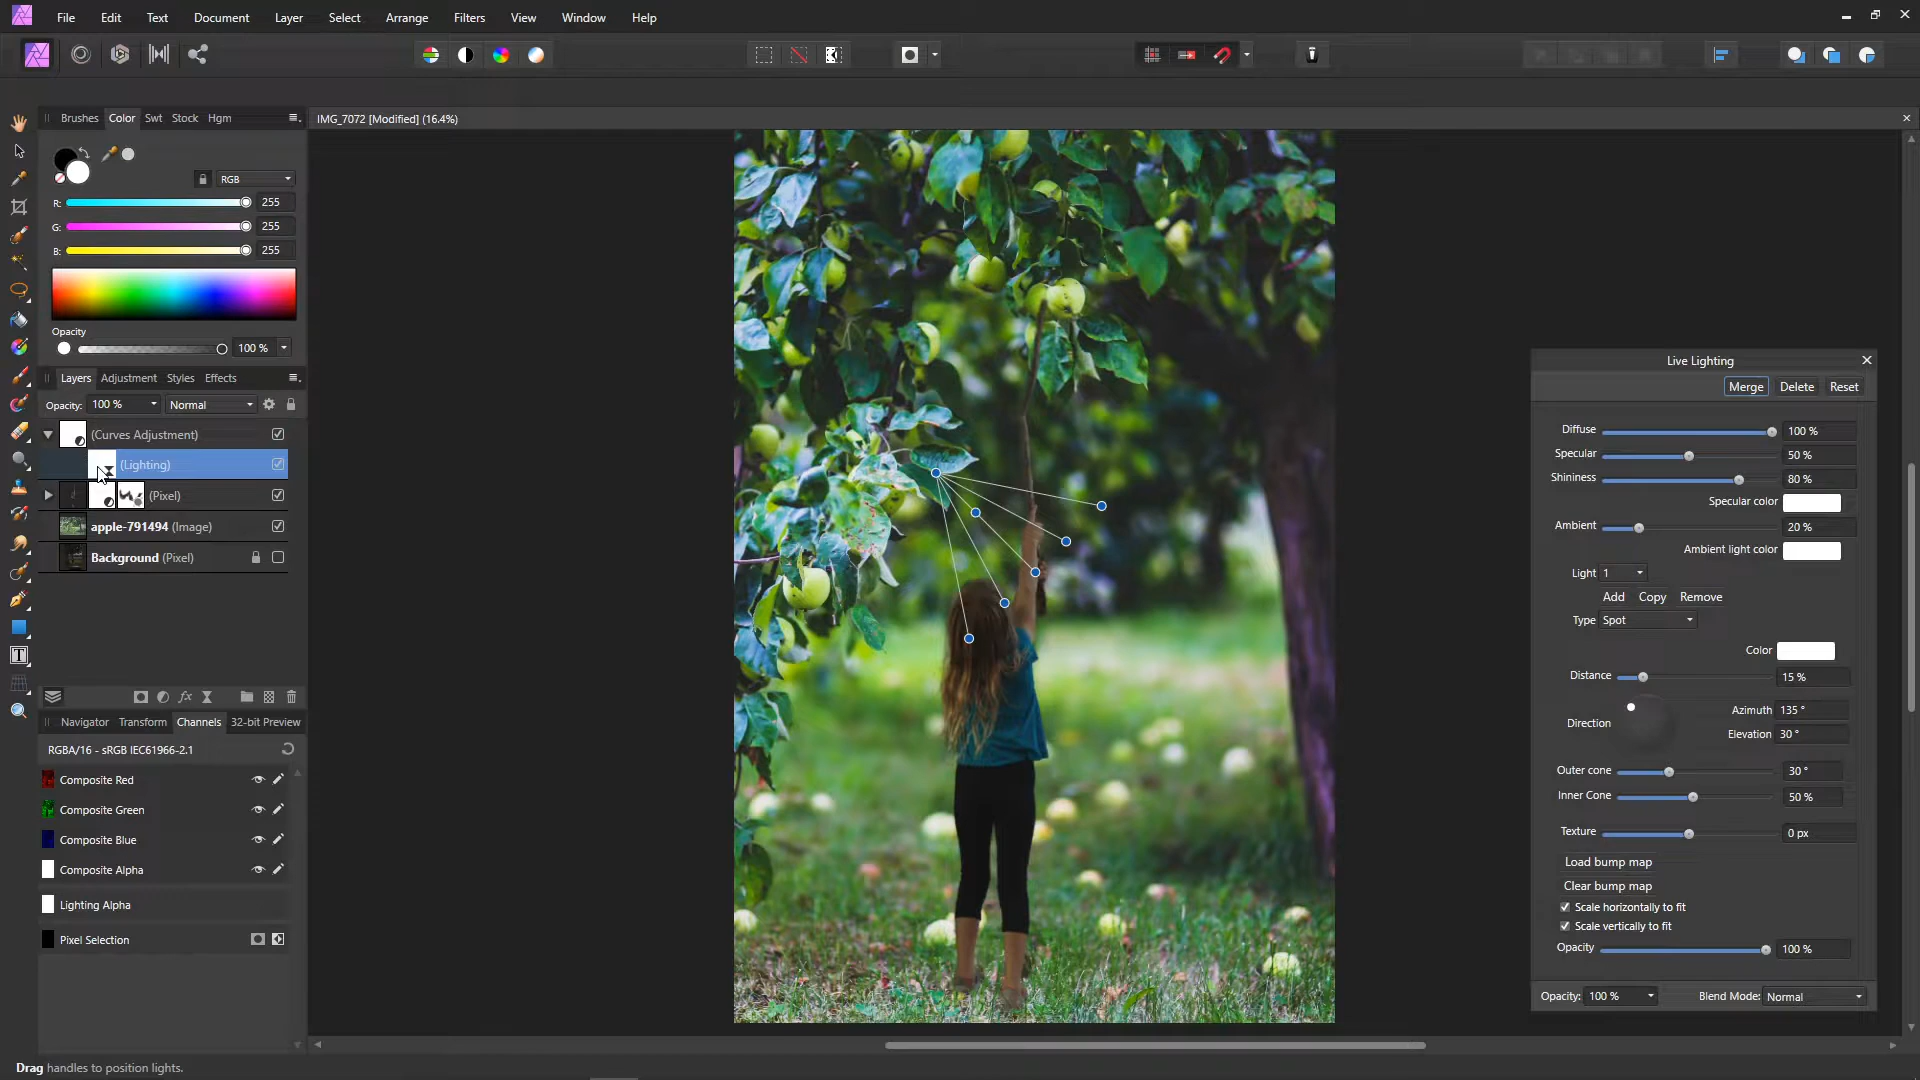 File Edit Text Document Layer Select Arrange Filters View Window Help
Brushes Color Swt Stock Hgm
IMG_7072 [Modified] (16.4%)
RGB
R: 255
G: 255
B: 255
Opacity
100 %
Layers Adjustment Styles Effects
Opacity: 100 % Normal
(Curves Adjustment)
(Lighting)
(Pixel)
apple-791494 (Image)
Background (Pixel)
Navigator Transform Channels 32-bit Preview
RGBA/16 - sRGB IEC61966-2.1
Composite Red
Composite Green
Composite Blue
Composite Alpha
Lighting Alpha
Pixel Selection
Drag handles to position lights.
Live Lighting
Merge Delete Reset
Diffuse 100 %
Specular 50 %
Shininess 80 %
Specular color
Ambient 20 %
Ambient light color
Light 1
Add Copy Remove
Type Spot
Color
Distance 15 %
Azimuth 135 °
Direction
Elevation 30 °
Outer cone 30 °
Inner Cone 50 %
Texture 0 px
Load bump map
Clear bump map
Scale horizontally to fit
Scale vertically to fit
Opacity 100 %
Opacity: 100 % Blend Mode: Normal